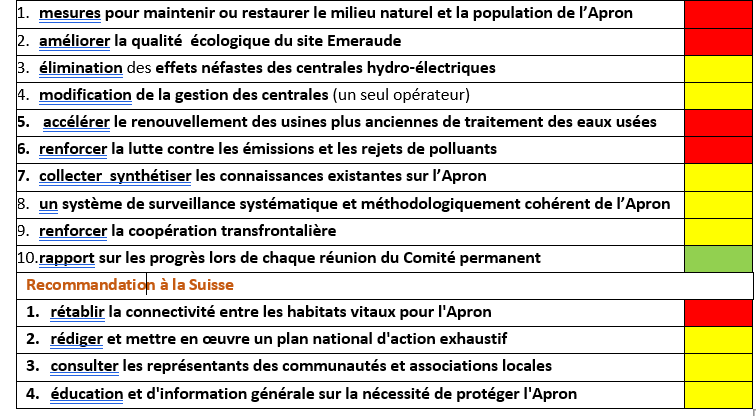 1. mesures pour maintenir ou restaurer le milieu naturel et la population de l'Apron
2. améliorer la qualité écologique du site Emeraude
3. élimination des effets néfastes des centrales hydro-électriques
4. modification de la gestion des centrales (un seul opérateur)
5. accélérer le renouvellement des usines plus anciennes de traitement des eaux usées
6. renforcer la lutte contre les émissions et les rejets de polluants
7. collecter synthétiser les connaissances existantes sur l'Apron
8. un système de surveillance systématique et méthodologiquement cohérent de l'Apron
9. renforcer la coopération transfrontalière
10.rapport sur les progrès lors de chaque réunion du Comité permanent
Recommandation à la Suisse
1. rétablir la connectivité entre les habitats vitaux pour l'Apron
2. rédiger et mettre en œuvre un plan national d'action exhaustif
3. consulter les représentants des communautés et associations locales
4. éducation et d'information générale sur la nécessité de protéger l'Apron